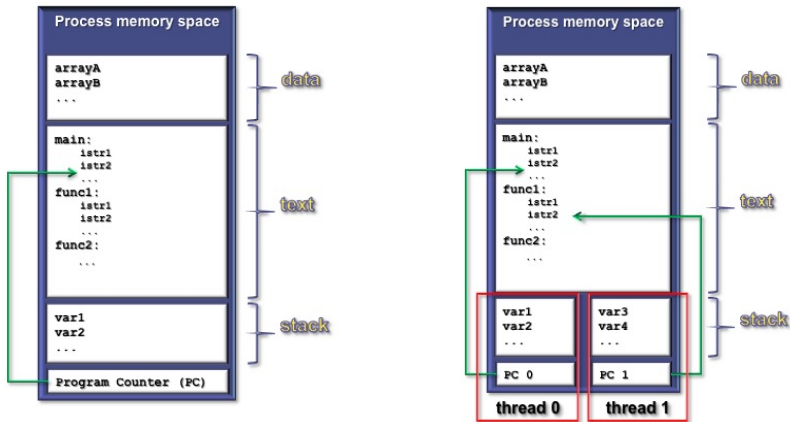 Process memory space
arrayA
arrayB
...
data
main:
istr1
istr2
...
func1:
istr1
istr2
...
func2:
...
text
var1
var2
...
stack
Program Counter (PC)
Process memory space
arrayA
arrayB
...
data
main:
istr1
istr2
...
func1:
istr1
istr2
...
func2:
...
text
var1
var2
...
var3
var4
...
stack
PC 0
PC 1
thread 0
thread 1